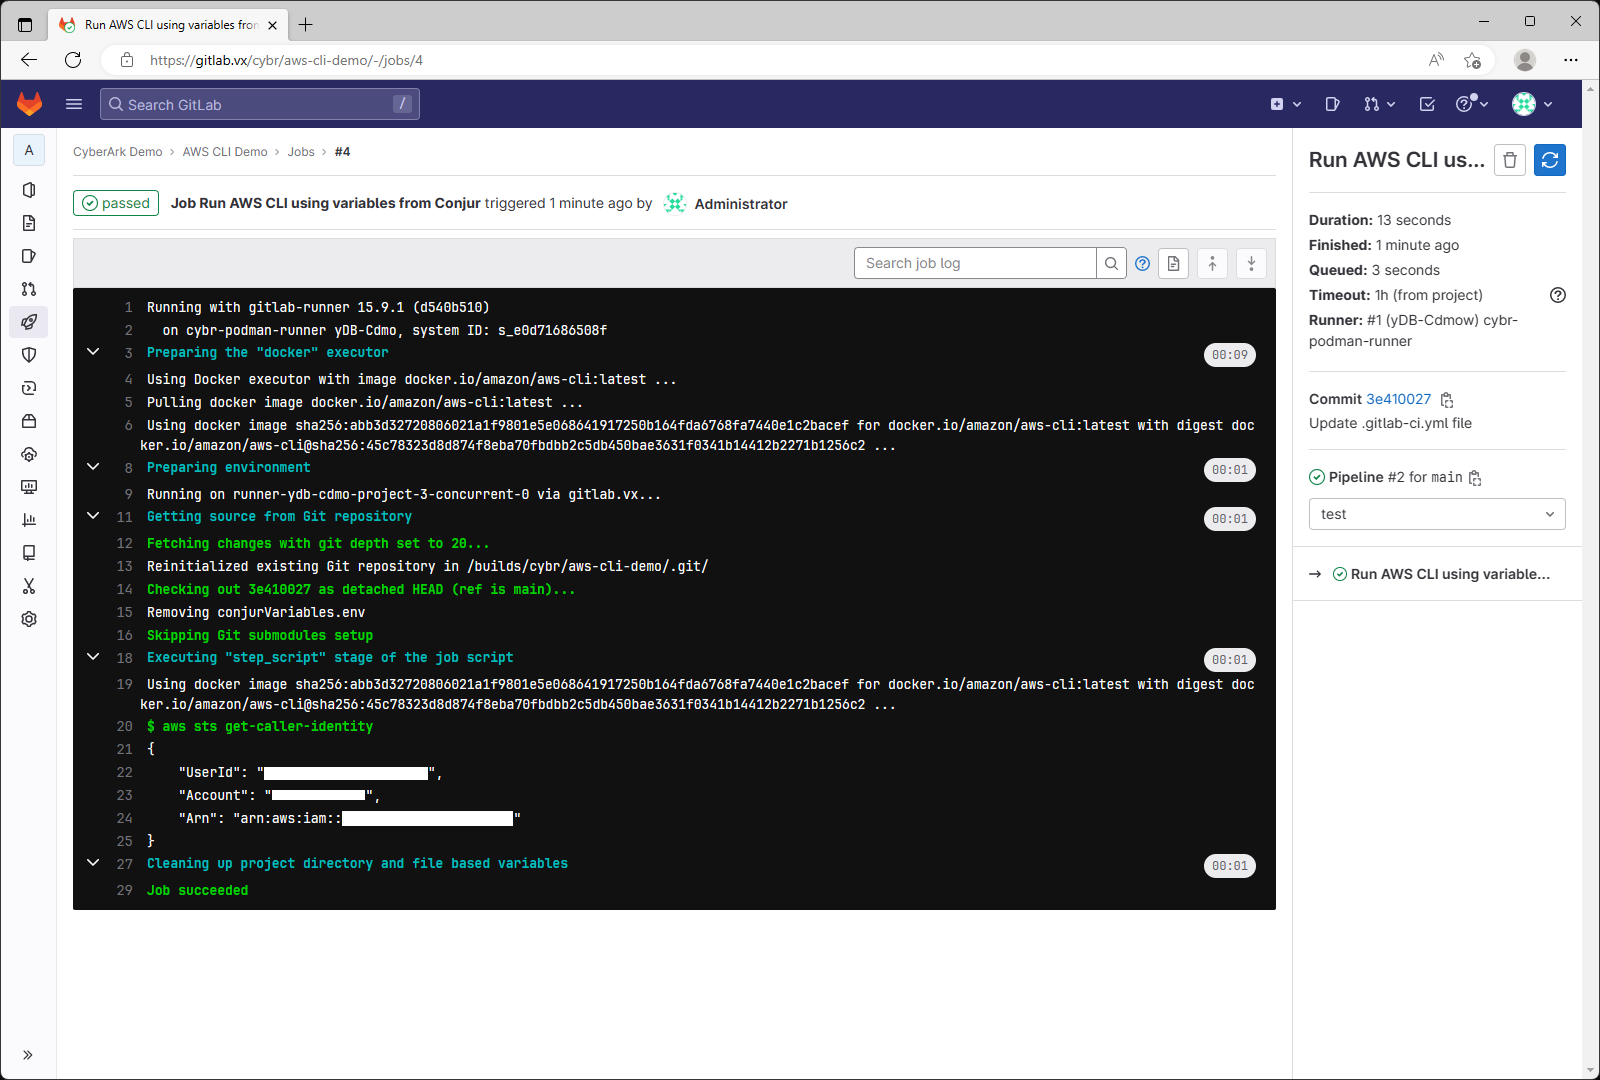 Run AWS CLI using variables fron
https://gitlab.vx/cybr/aws-cli-demo/-/jobs/4
Search GitLab
/
A
CyberArk Demo > AWS CLI Demo > Jobs > #4
passed
Job Run AWS CLI using variables from Conjur triggered 1 minute ago by Administrator
Search job log
1 Running with gitlab-runner 15.9.1 (d540b510)
2 on cybr-podman-runner yDB-Cdmo, system ID: s_e0d71686508f
3 Preparing the "docker" executor 00:09
4 Using Docker executor with image docker.io/amazon/aws-cli:latest ...
5 Pulling docker image docker.io/amazon/aws-cli:latest ...
6 Using docker image sha256:abb3d32720806021a1f9801e5e068641917250b164fda6768fa7440e1c2bacef for docker.io/amazon/aws-cli:latest with digest doc
ker.io/amazon/aws-cli@sha256:45c78323d8d874f8eba70fbdbb2c5db450bae3631f0341b14412b2271b1256c2 ...
8 Preparing environment 00:01
9 Running on runner-ydb-cdmo-project-3-concurrent-0 via gitlab.vx...
11 Getting source from Git repository 00:01
12 Fetching changes with git depth set to 20...
13 Reinitialized existing Git repository in /builds/cybr/aws-cli-demo/.git/
14 Checking out 3e410027 as detached HEAD (ref is main)...
15 Removing conjurVariables.env
16 Skipping Git submodules setup
18 Executing "step_script" stage of the job script 00:01
19 Using docker image sha256:abb3d32720806021a1f9801e5e068641917250b164fda6768fa7440e1c2bacef for docker.io/amazon/aws-cli:latest with digest doc
ker.io/amazon/aws-cli@sha256:45c78323d8d874f8eba70fbdbb2c5db450bae3631f0341b14412b2271b1256c2 ...
20 $ aws sts get-caller-identity
21 {
22 "UserId": "",
23 "Account": "",
24 "Arn": "arn:aws:iam::"
25 }
27 Cleaning up project directory and file based variables 00:01
29 Job succeeded
Run AWS CLI us...
Duration: 13 seconds
Finished: 1 minute ago
Queued: 3 seconds
Timeout: 1h (from project)
Runner: #1 (yDB-Cdmow) cybr-
podman-runner
Commit 3e410027
Update .gitlab-ci.yml file
Pipeline #2 for main
test
→ Run AWS CLI using variable...